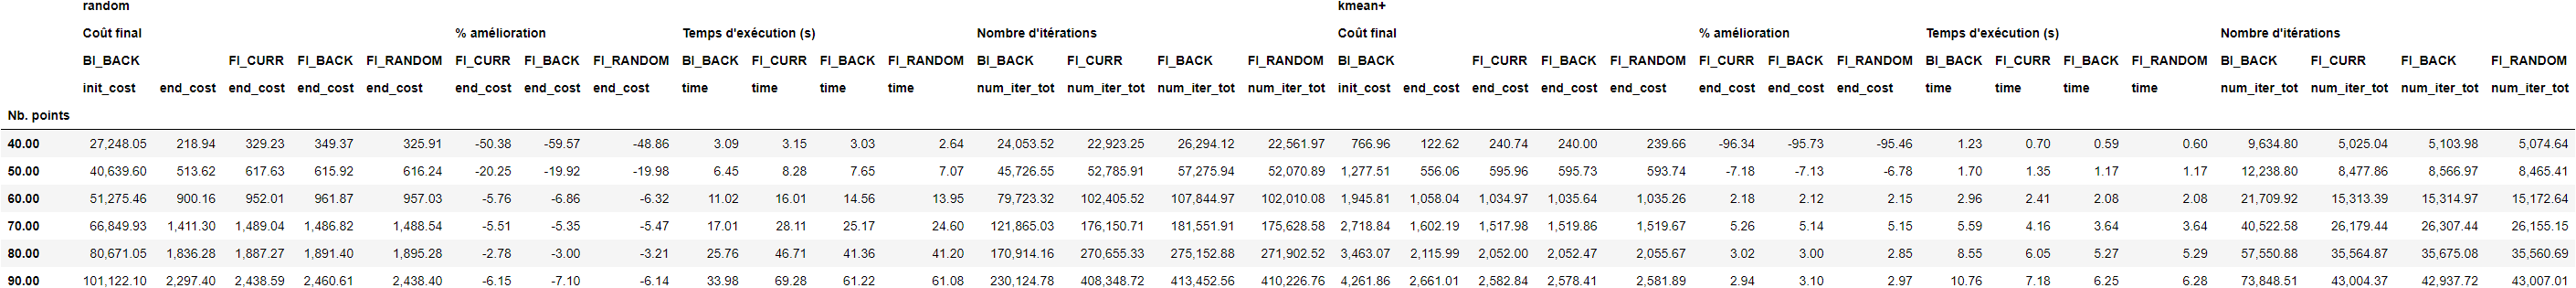 random kmean+
Coût final % amélioration Temps d'exécution (s) Nombre d'itérations Coût final % amélioration Temps d'exécution (s) Nombre d'itérations
BI_BACK FI_CURR FI_BACK FI_RANDOM FI_CURR FI_BACK FI_RANDOM BI_BACK FI_CURR FI_BACK FI_RANDOM BI_BACK FI_CURR FI_BACK FI_RANDOM BI_BACK FI_CURR FI_BACK FI_RANDOM FI_CURR FI_BACK FI_RANDOM BI_BACK FI_CURR FI_BACK FI_RANDOM BI_BACK FI_CURR FI_BACK FI_RANDOM
init_cost end_cost end_cost end_cost end_cost end_cost end_cost end_cost time time time time num_iter_tot num_iter_tot num_iter_tot num_iter_tot init_cost end_cost end_cost end_cost end_cost end_cost end_cost end_cost time time time time num_iter_tot num_iter_tot num_iter_tot num_iter_tot
Nb. points
40.00 27,248.05 218.94 329.23 349.37 325.91 -50.38 -59.57 -48.86 3.09 3.15 3.03 2.64 24,053.52 22,923.25 26,294.12 22,561.97 766.96 122.62 240.74 240.00 239.66 -96.34 -95.73 -95.46 1.23 0.70 0.59 0.60 9,634.80 5,025.04 5,103.98 5,074.64
50.00 40,639.60 513.62 617.63 615.92 616.24 -20.25 -19.92 -19.98 6.45 8.28 7.65 7.07 45,726.55 52,785.91 57,275.94 52,070.89 1,277.51 556.06 595.96 595.73 593.74 -7.18 -7.13 -6.78 1.70 1.35 1.17 1.17 12,238.80 8,477.86 8,566.97 8,465.41
60.00 51,275.46 900.16 952.01 961.87 957.03 -5.76 -6.86 -6.32 11.02 16.01 14.56 13.95 79,723.32 102,405.52 107,844.97 102,010.08 1,945.81 1,058.04 1,034.97 1,035.64 1,035.26 2.18 2.12 2.15 2.96 2.41 2.08 2.08 21,709.92 15,313.39 15,314.97 15,172.64
70.00 66,849.93 1,411.30 1,489.04 1,486.82 1,488.54 -5.51 -5.35 -5.47 17.01 28.11 25.17 24.60 121,865.03 176,150.71 181,551.91 175,628.58 2,718.84 1,602.19 1,517.98 1,519.86 1,519.67 5.26 5.14 5.15 5.59 4.16 3.64 3.64 40,522.58 26,179.44 26,307.44 26,155.15
80.00 80,671.05 1,836.28 1,887.27 1,891.40 1,895.28 -2.78 -3.00 -3.21 25.76 46.71 41.36 41.20 170,914.16 270,655.33 275,152.88 271,902.52 3,463.07 2,115.99 2,052.00 2,052.47 2,055.67 3.02 3.00 2.85 8.55 6.05 5.27 5.29 57,550.88 35,564.87 35,675.08 35,560.69
90.00 101,122.10 2,297.40 2,438.59 2,460.61 2,438.40 -6.15 -7.10 -6.14 33.98 69.28 61.22 61.08 230,124.78 408,348.72 413,452.56 410,226.76 4,261.86 2,661.01 2,582.84 2,578.41 2,581.89 2.94 3.10 2.97 10.76 7.18 6.25 6.28 73,848.51 43,004.37 42,937.72 43,007.01